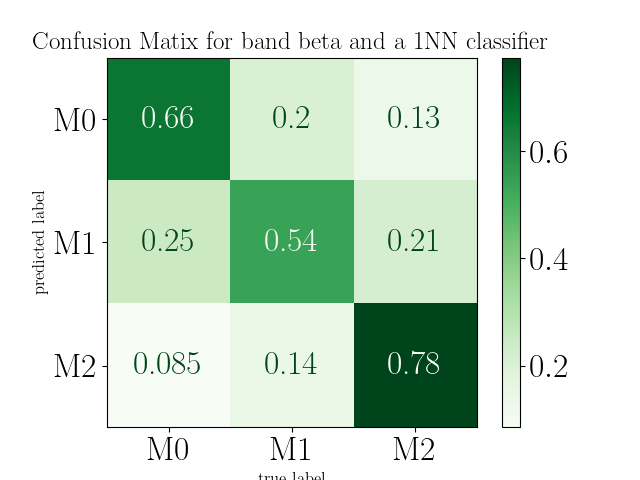 Confusion Matix for band beta and a 1NN classifier
M0 0.66 0.2 0.13
M1 0.25 0.54 0.21
M2 0.085 0.14 0.78
predicted label
M0 M1 M2
true label
0.6
0.4
0.2